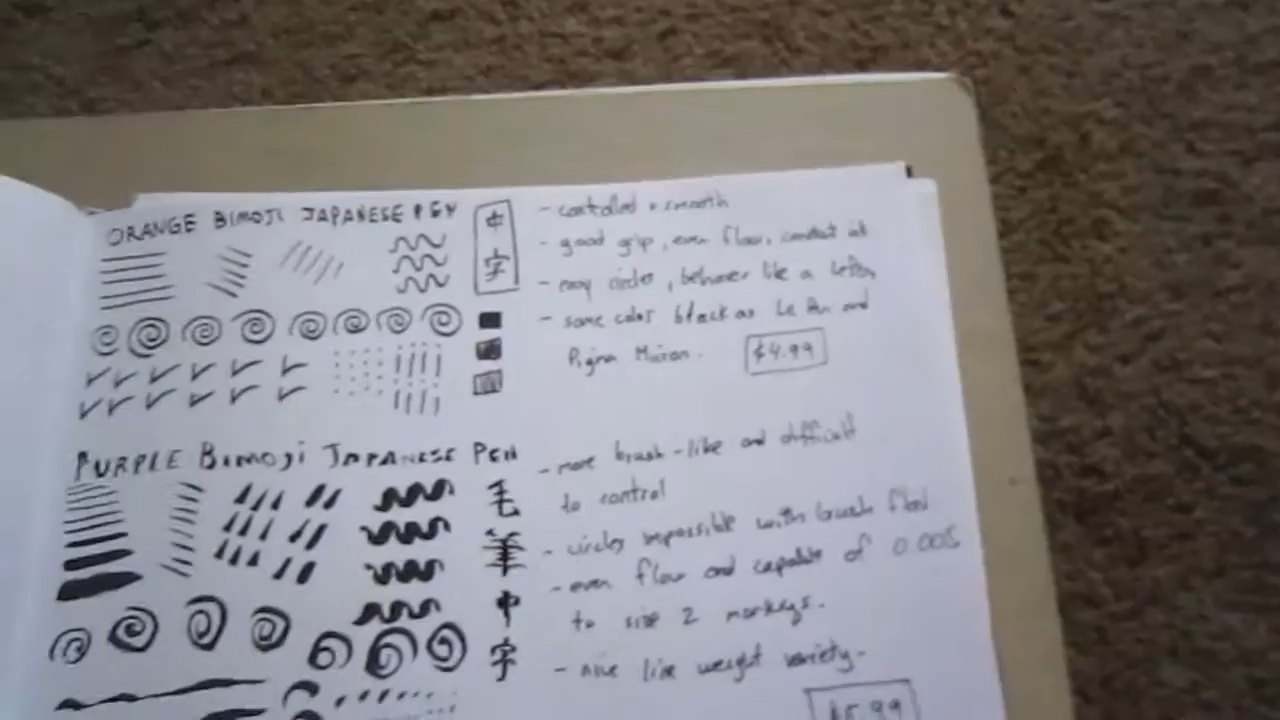 ORANGE BIMOJI JAPANESE PEN
中
字
- controlled + smooth
- good grip, even flow, constant ink
- easy circles, behaves like a
- same color black as Le Pen and
Pigma Micron. $4.99
PURPLE BIMOJI JAPANESE PEN
毛
筆
中
字
- more brush-like and difficult
to control
- circles impossible with brush
- even flow and capable of 0.005
to size 2 markings.
- nice line weight variety.
$5.99